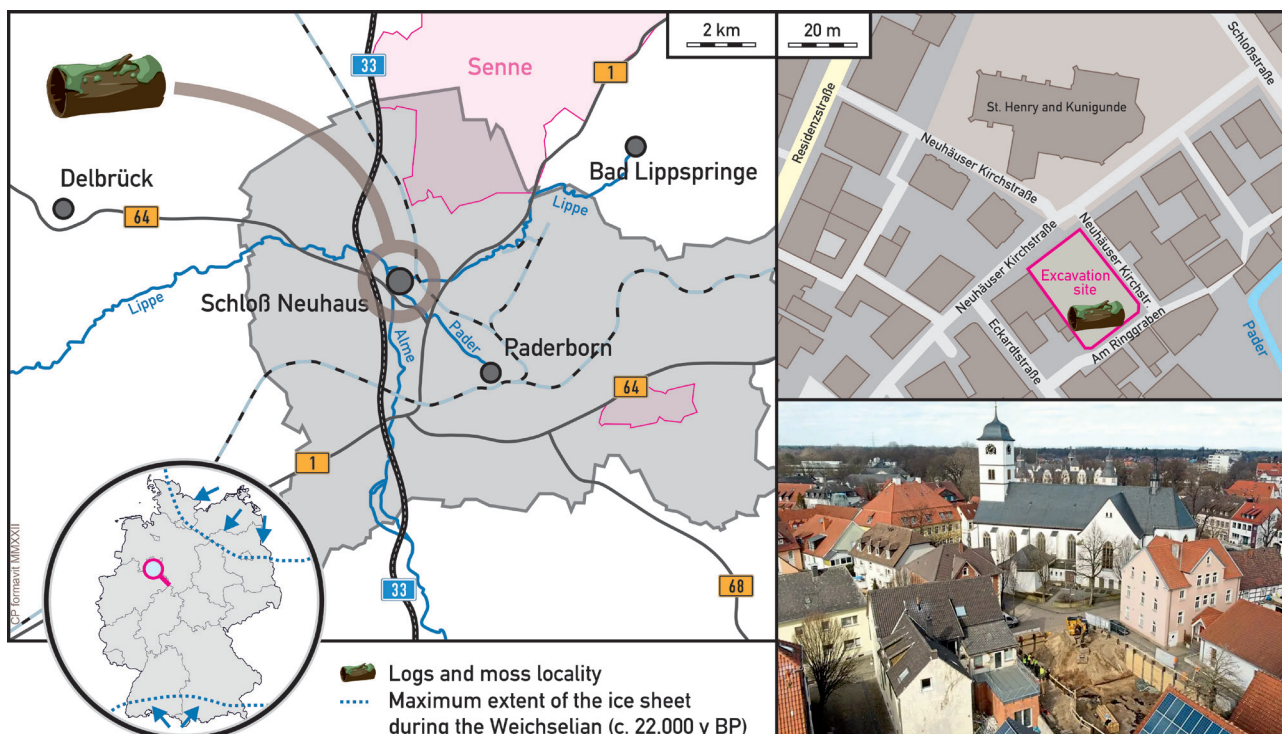 2 km
20 m
33
Senne
1
Delbrück
64
Bad Lippspringe
Lippe
Lippe
Schloß Neuhaus
Alme
Pader
Paderborn
64
1
33
68
CP formavit MMXXII
Logs and moss locality
Maximum extent of the ice sheet
during the Weichselian (c. 22,000 y BP)
Schloßstraße
St. Henry and Kunigunde
Residenzstraße
Neuhäuser Kirchstraße
Neuhäuser Kirchstraße
Neuhäuser Kirchstr.
Excavation
site
Eckardtstraße
Am Ringgraben
Pader